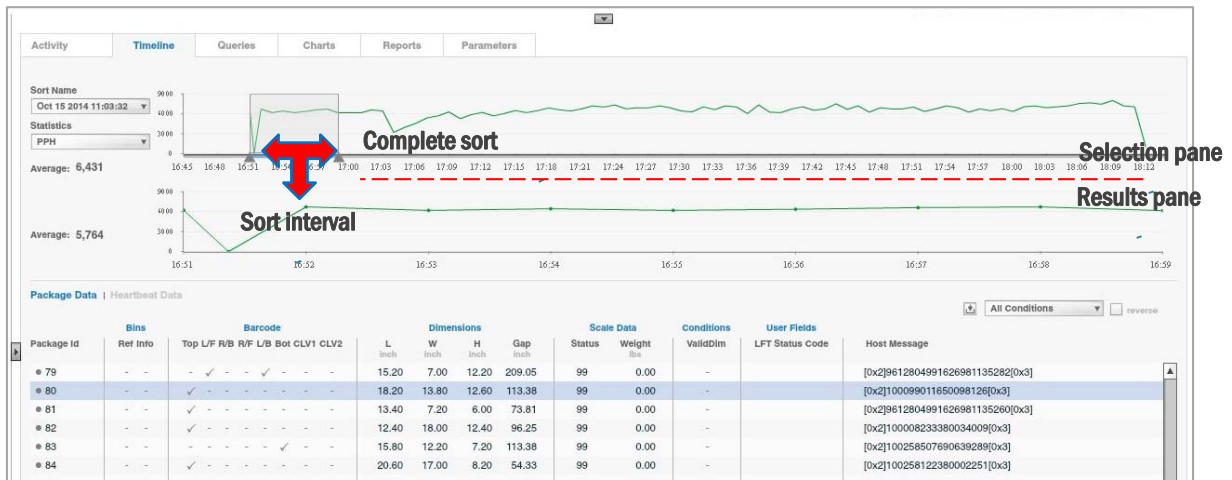 Activity Timeline Queries Charts Reports Parameters
Sort Name
Oct 15 2014 11:03:32
Statistics
PPH
Average: 6,431
Complete sort
16:45 16:48 16:51 16:54 16:57 17:00 17:03 17:06 17:09 17:12 17:15 17:18 17:21 17:24 17:27 17:30 17:33 17:36 17:39 17:42 17:45 17:48 17:51 17:54 17:57 18:00 18:03 18:06 18:09 18:12
Selection pane
Results pane
Sort interval
Average: 5,764
16:51 16:52 16:53 16:54 16:55 16:56 16:57 16:58 16:59
Package Data | Heartbeat Data
All Conditions reverse
Bins Barcode Dimensions Scale Data Conditions User Fields
Package Id Ref Info Top L/F R/B R/F L/B Bot CLV1 CLV2 L W H Gap Status Weight ValidDim LFT Status Code Host Message
inch inch inch inch lbs
79 - - - ✓ - - ✓ - - - 15.20 7.00 12.20 209.05 99 0.00 - [0x2]9612804991626981135282[0x3]
80 - - ✓ - - - - - - - 18.20 13.80 12.60 113.38 99 0.00 - [0x2]100099011650098126[0x3]
81 - - ✓ - - - - - - - 13.40 7.20 6.00 73.81 99 0.00 - [0x2]9612804991626981135260[0x3]
82 - - ✓ - - - - - - - 12.40 18.00 12.40 96.25 99 0.00 - [0x2]100008233380034009[0x3]
83 - - - - - - - ✓ - - 15.80 12.20 7.20 113.38 99 0.00 - [0x2]100258507690639289[0x3]
84 - - ✓ - - - - - - - 20.60 17.00 8.20 54.33 99 0.00 - [0x2]100258122380002251[0x3]